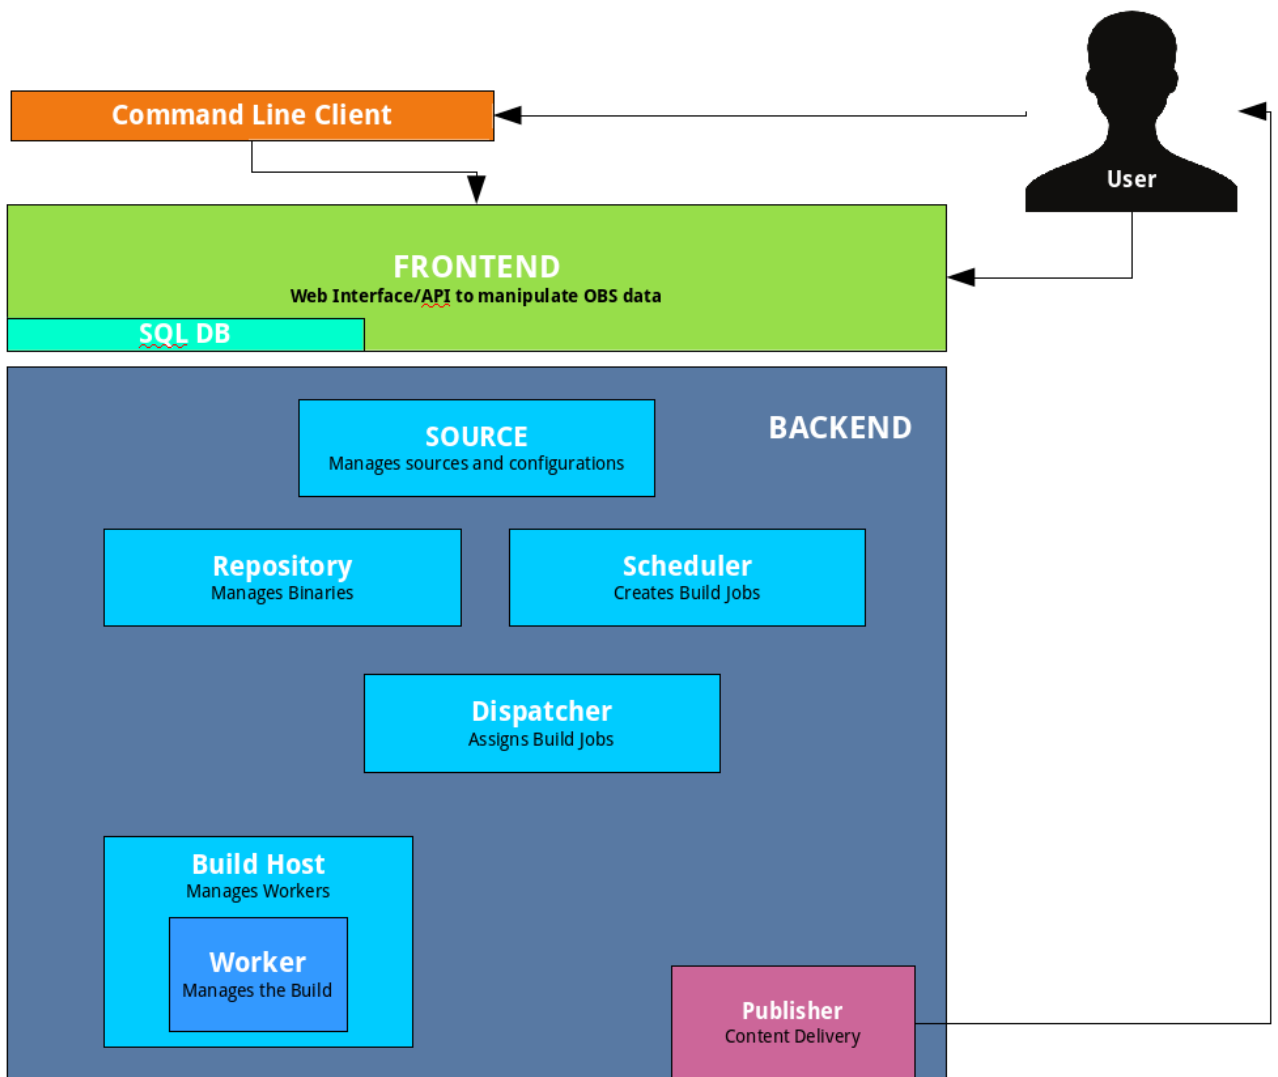 Command Line Client
User
FRONTEND
Web Interface/API to manipulate OBS data
SQL DB
BACKEND
SOURCE
Manages sources and configurations
Repository
Manages Binaries
Scheduler
Creates Build Jobs
Dispatcher
Assigns Build Jobs
Build Host
Manages Workers
Worker
Manages the Build
Publisher
Content Delivery